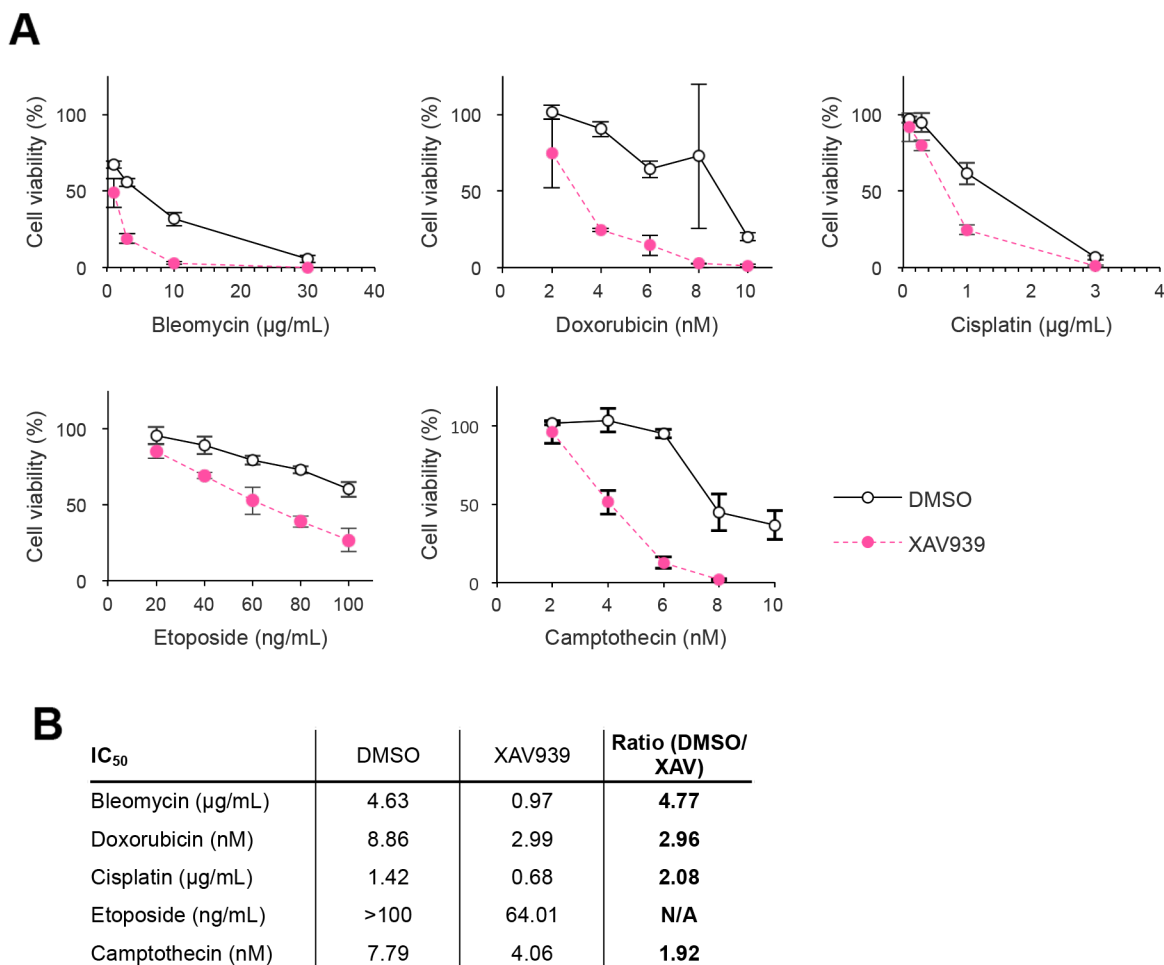 A
Cell viability (%)
100
50
0
0 10 20 30 40
Bleomycin (µg/mL)
Cell viability (%)
100
50
0
0 2 4 6 8 10
Doxorubicin (nM)
Cell viability (%)
100
50
0
0 1 2 3 4
Cisplatin (µg/mL)
Cell viability (%)
100
50
0
0 20 40 60 80 100
Etoposide (ng/mL)
Cell viability (%)
100
50
0
0 2 4 6 8 10
Camptothecin (nM)
DMSO
XAV939
B
IC50 DMSO XAV939 Ratio (DMSO/
XAV)
Bleomycin (µg/mL) 4.63 0.97 4.77
Doxorubicin (nM) 8.86 2.99 2.96
Cisplatin (µg/mL) 1.42 0.68 2.08
Etoposide (ng/mL) >100 64.01 N/A
Camptothecin (nM) 7.79 4.06 1.92